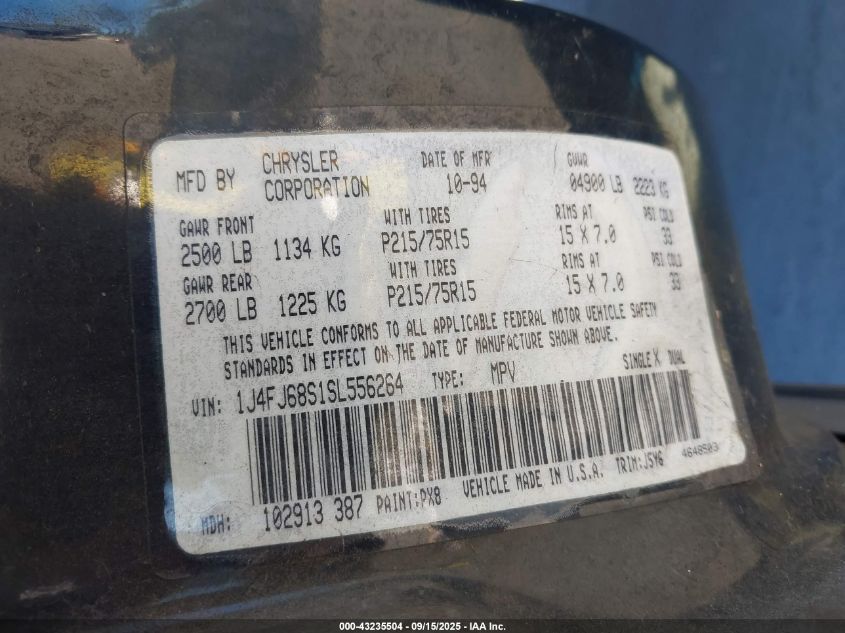 MFD BY CHRYSLER CORPORATION DATE OF MFR 10-94 GVWR 04900 LB 2223 KG
GAWR FRONT WITH TIRES RIMS AT PSI COLD
2500 LB 1134 KG P215/75R15 15 X 7.0 33
GAWR REAR WITH TIRES RIMS AT PSI COLD
2700 LB 1225 KG P215/75R15 15 X 7.0 33
THIS VEHICLE CONFORMS TO ALL APPLICABLE FEDERAL MOTOR VEHICLE SAFETY
STANDARDS IN EFFECT ON THE DATE OF MANUFACTURE SHOWN ABOVE.
VIN: 1J4FJ68S1SL556264 TYPE: MPV SINGLE X DUAL
4648503
MDH: 102913 387 PAINT:PX8 VEHICLE MADE IN U.S.A. TRIM:J5Y6
000-43235504 - 09/15/2025 - IAA Inc.